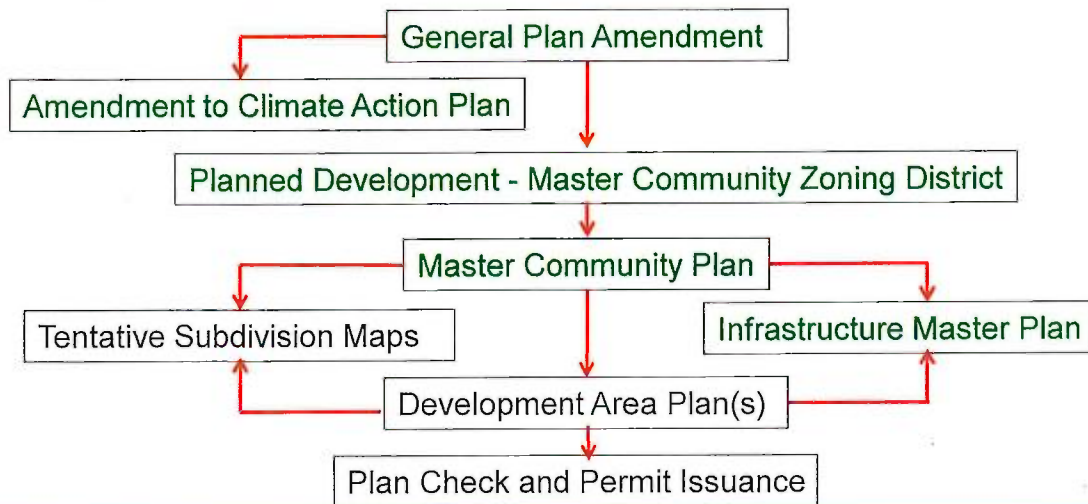 General Plan Amendment
Amendment to Climate Action Plan
Planned Development - Master Community Zoning District
Master Community Plan
Tentative Subdivision Maps
Infrastructure Master Plan
Development Area Plan(s)
Plan Check and Permit Issuance